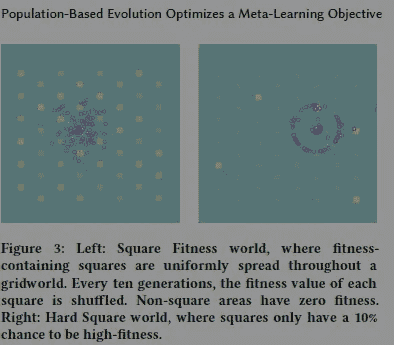 Population-Based Evolution Optimizes a Meta-Learning Objective
Figure 3: Left: Square Fitness world, where fitness-
containing squares are uniformly spread throughout a
gridworld. Every ten generations, the fitness value of each
square is shuffled. Non-square areas have zero fitness.
Right: Hard Square world, where squares only have a 10%
chance to be high-fitness.